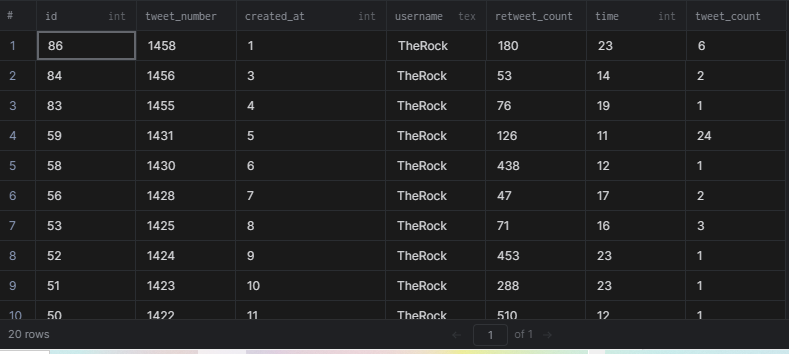 # id int tweet_number created_at int username tex retweet_count time int tweet_count
1 86 1458 1 TheRock 180 23 6
2 84 1456 3 TheRock 53 14 2
3 83 1455 4 TheRock 76 19 1
4 59 1431 5 TheRock 126 11 24
5 58 1430 6 TheRock 438 12 1
6 56 1428 7 TheRock 47 17 2
7 53 1425 8 TheRock 71 16 3
8 52 1424 9 TheRock 453 23 1
9 51 1423 10 TheRock 288 23 1
10 50 1422 11 TheRock 510 12 1
20 rows ← 1 of 1 →